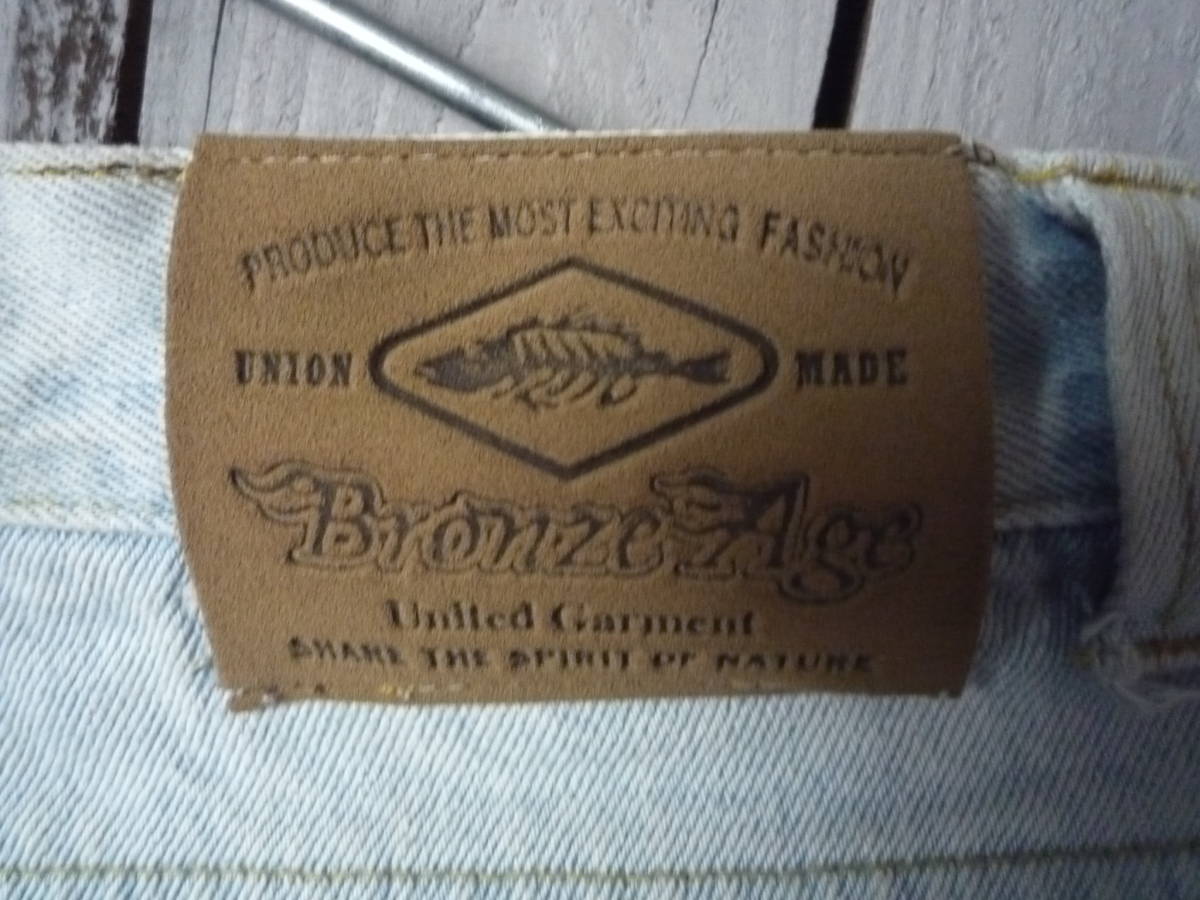 PRODUCE THE MOST EXCITING FASHION
UNION MADE
Bronze Age
United Garment
SHARE THE SPIRIT OF NATURE